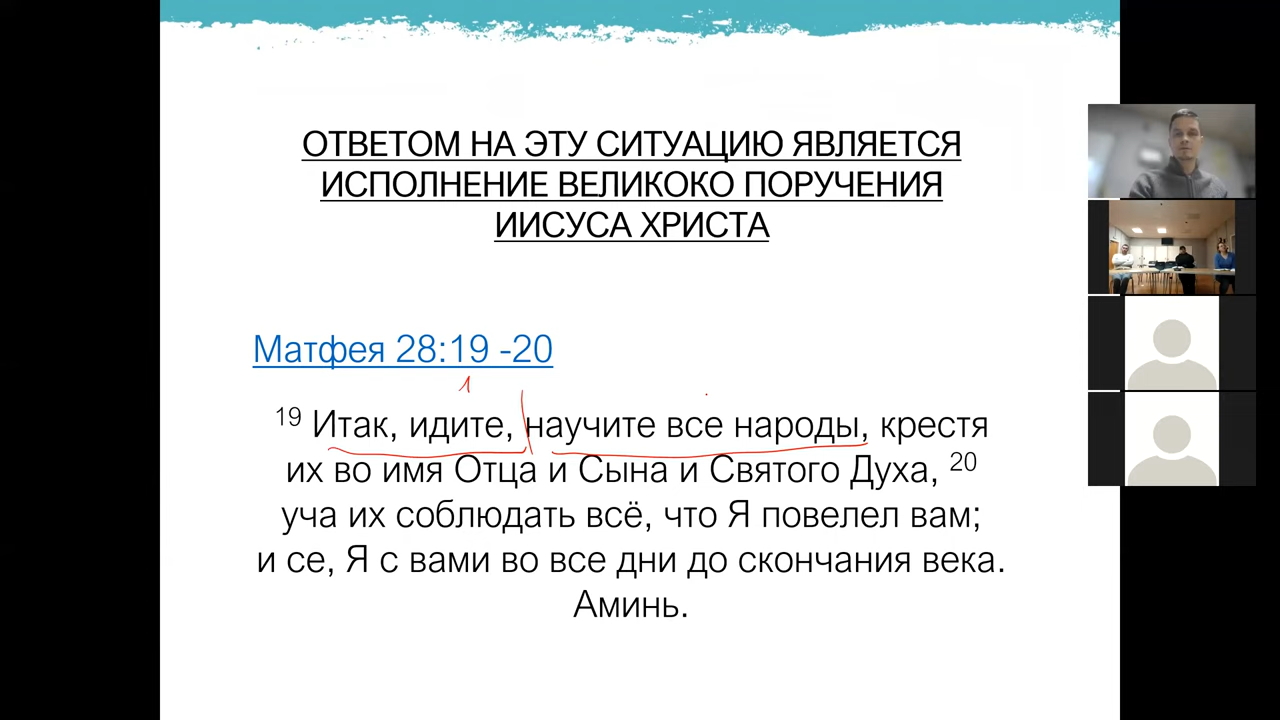 ОТВЕТОМ НА ЭТУ СИТУАЦИЮ ЯВЛЯЕТСЯ
ИСПОЛНЕНИЕ ВЕЛИКОКО ПОРУЧЕНИЯ
ИИСУСА ХРИСТА
Матфея 28:19 -20
1
19 Итак, идите, научите все народы, крестя
их во имя Отца и Сына и Святого Духа, 20
уча их соблюдать всё, что Я повелел вам;
и се, Я с вами во все дни до скончания века.
Аминь.